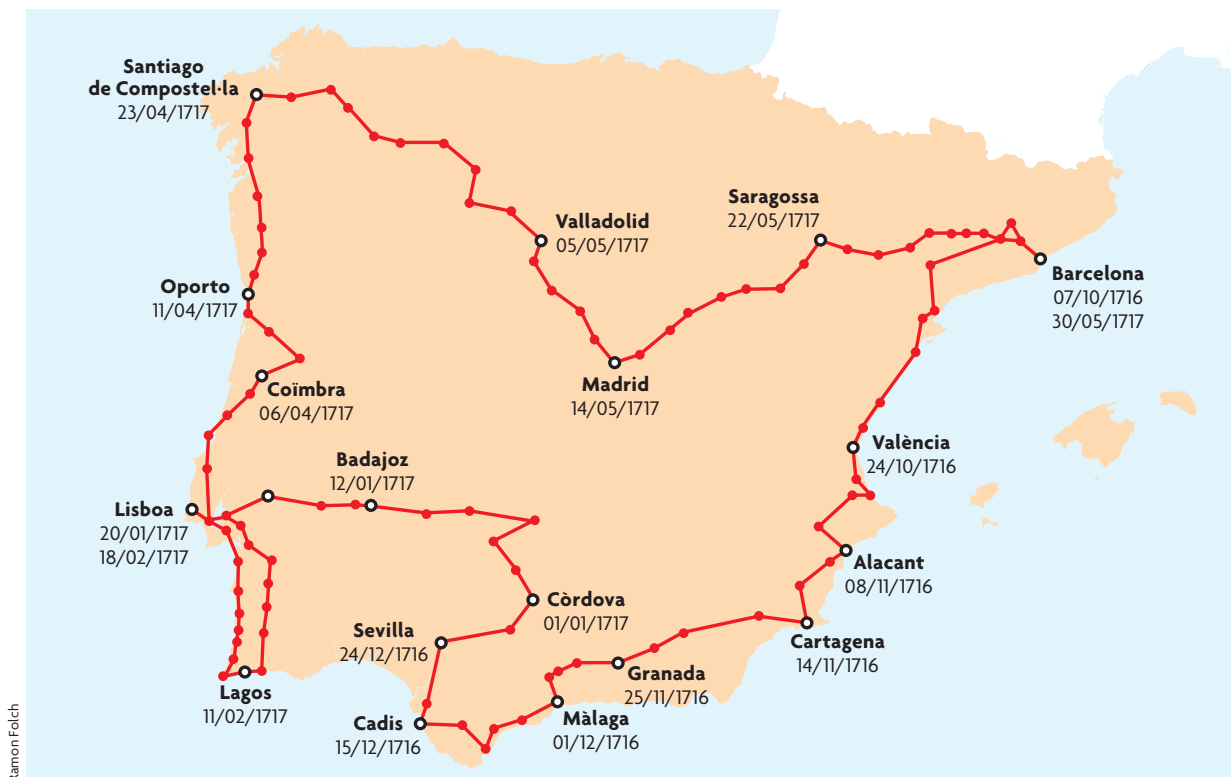 Santiago
de Compostel·la
23/04/1717
Saragossa
22/05/1717
Valladolid
05/05/1717
Barcelona
07/10/1716
30/05/1717
Oporto
11/04/1717
Madrid
14/05/1717
Coïmbra
06/04/1717
València
24/10/1716
Badajoz
12/01/1717
Lisboa
20/01/1717
18/02/1717
Alacant
08/11/1716
Còrdova
01/01/1717
Sevilla
24/12/1716
Cartagena
14/11/1716
Granada
25/11/1716
Lagos
11/02/1717
Cadis
15/12/1716
Màlaga
01/12/1716
Ramon Folch